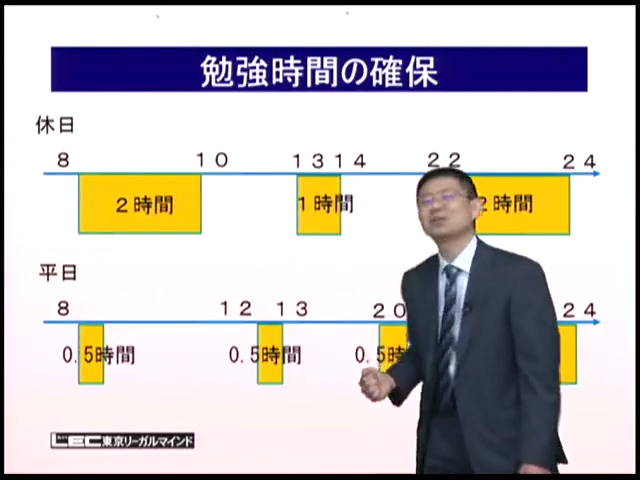 勉強時間の確保
休日
8 10 13 14 22 24
2時間 1時間 2時間
平日
8 12 13 20 24
0.5時間 0.5時間 0.5時
LEC東京リーガルマインド